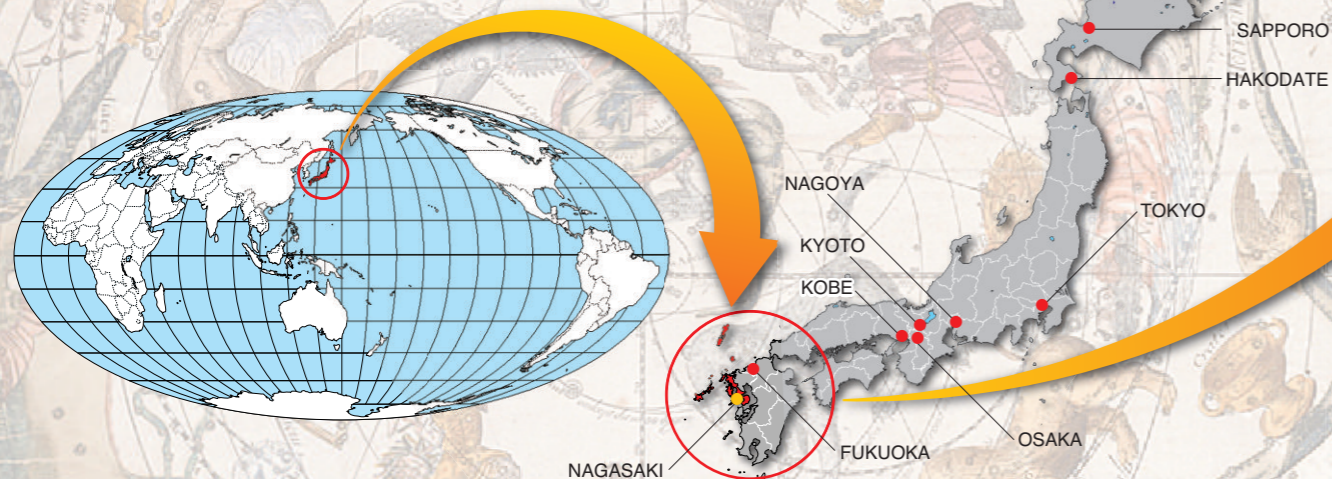 SAPPORO
HAKODATE
NAGOYA
TOKYO
KYOTO
KOBE
OSAKA
FUKUOKA
NAGASAKI